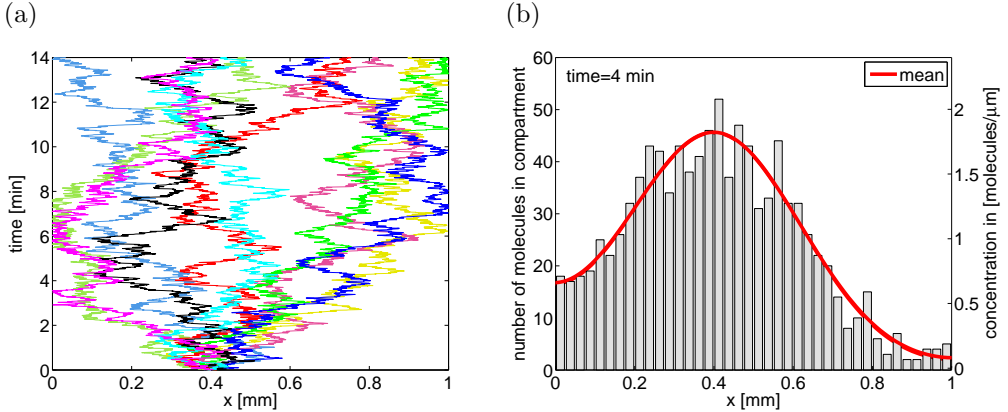 (a)
14
12
10
8
6
4
2
0
time [min]
0 0.2 0.4 0.6 0.8 1
x [mm]
(b)
60
50
40
30
20
10
0
number of molecules in compartment
time=4 min
mean
2
1.5
1
0.5
0
concentration in [molecules/μm]
0 0.2 0.4 0.6 0.8 1
x [mm]